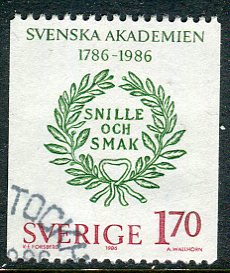 SVENSKA AKADEMIEN
1786-1986
SNILLE
OCH
SMAK
SVERIGE 1.70
1986 A. WALLHORN